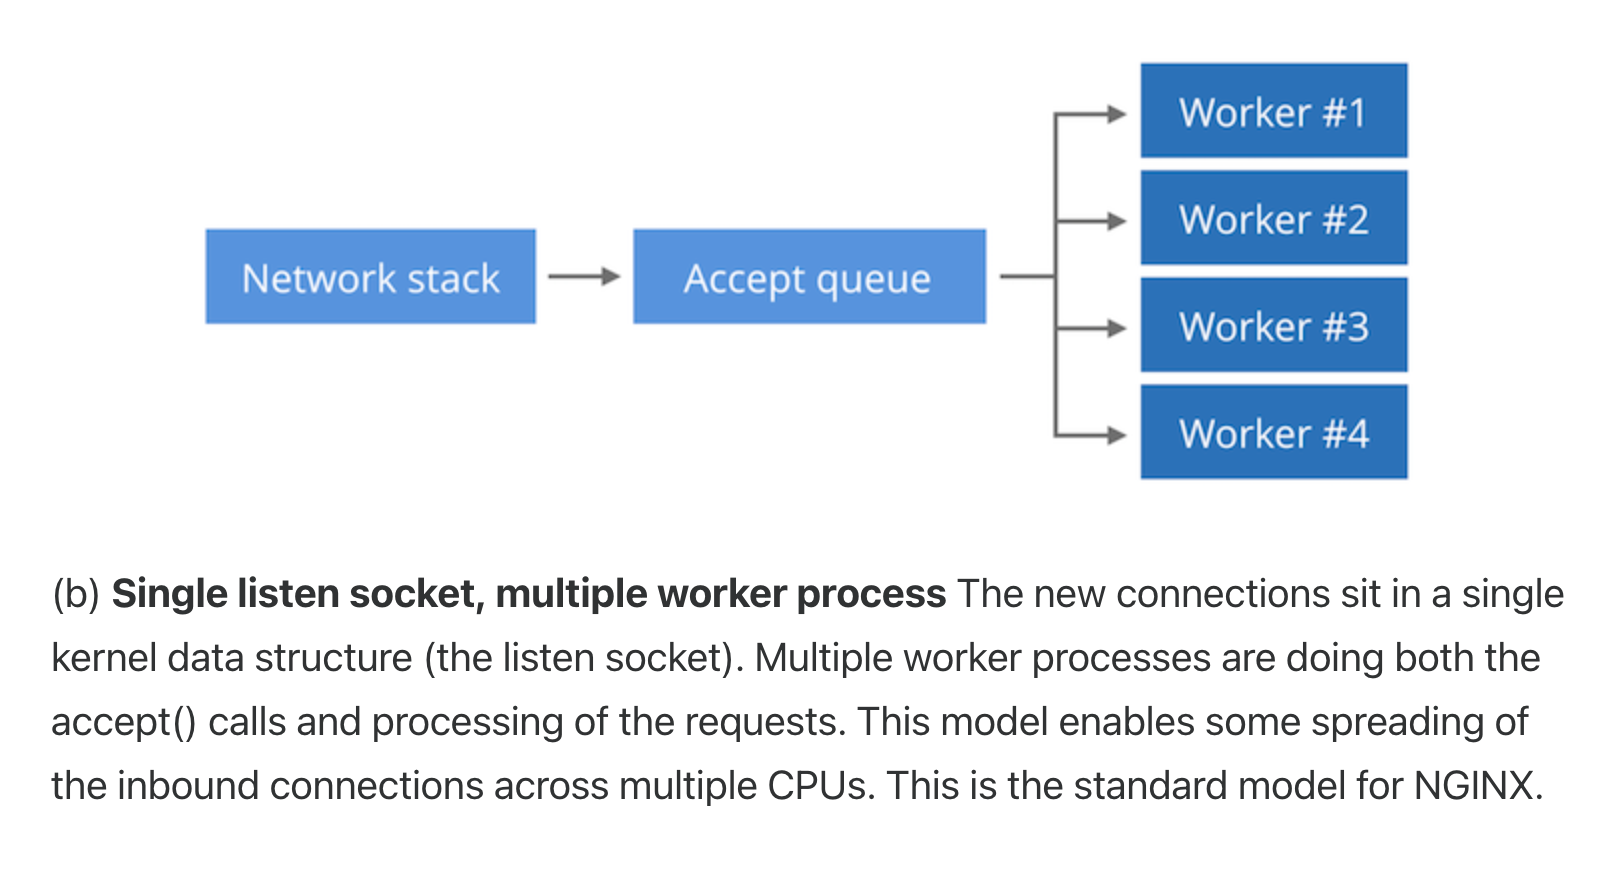 Network stack
Accept queue
Worker #1
Worker #2
Worker #3
Worker #4
(b) Single listen socket, multiple worker process The new connections sit in a single
kernel data structure (the listen socket). Multiple worker processes are doing both the
accept() calls and processing of the requests. This model enables some spreading of
the inbound connections across multiple CPUs. This is the standard model for NGINX.